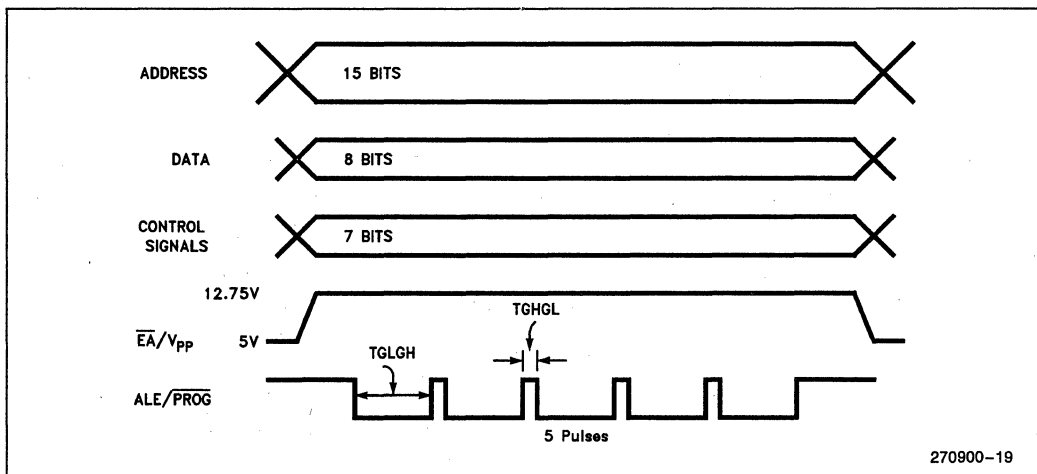 ADDRESS
15 BITS
DATA
8 BITS
CONTROL
SIGNALS
7 BITS
12.75V
TGHGL
EA/VPP
5V
TGLGH
ALE/PROG
5 Pulses
270900-19